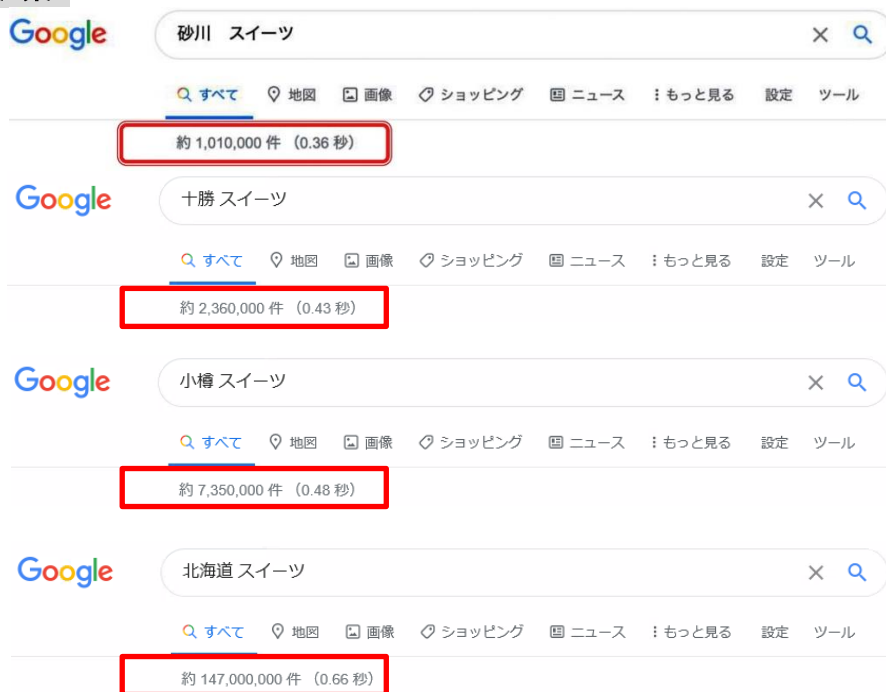 Google 砂川　スイーツ
すべて 地図 画像 ショッピング ニュース もっと見る 設定 ツール
約 1,010,000 件 （0.36 秒）
Google 十勝 スイーツ
すべて 地図 画像 ショッピング ニュース もっと見る 設定 ツール
約 2,360,000 件 （0.43 秒）
Google 小樽 スイーツ
すべて 地図 画像 ショッピング ニュース もっと見る 設定 ツール
約 7,350,000 件 （0.48 秒）
Google 北海道 スイーツ
すべて 地図 画像 ショッピング ニュース もっと見る 設定 ツール
約 147,000,000 件 （0.66 秒）